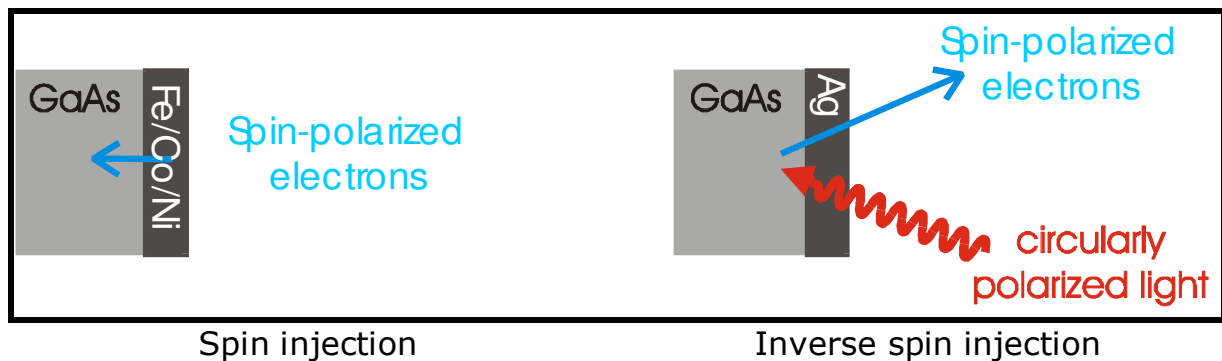 GaAs
Fe/Co/Ni
Spin-polarized
electrons
GaAs
Ag
Spin-polarized
electrons
circularly
polarized light
Spin injection
Inverse spin injection